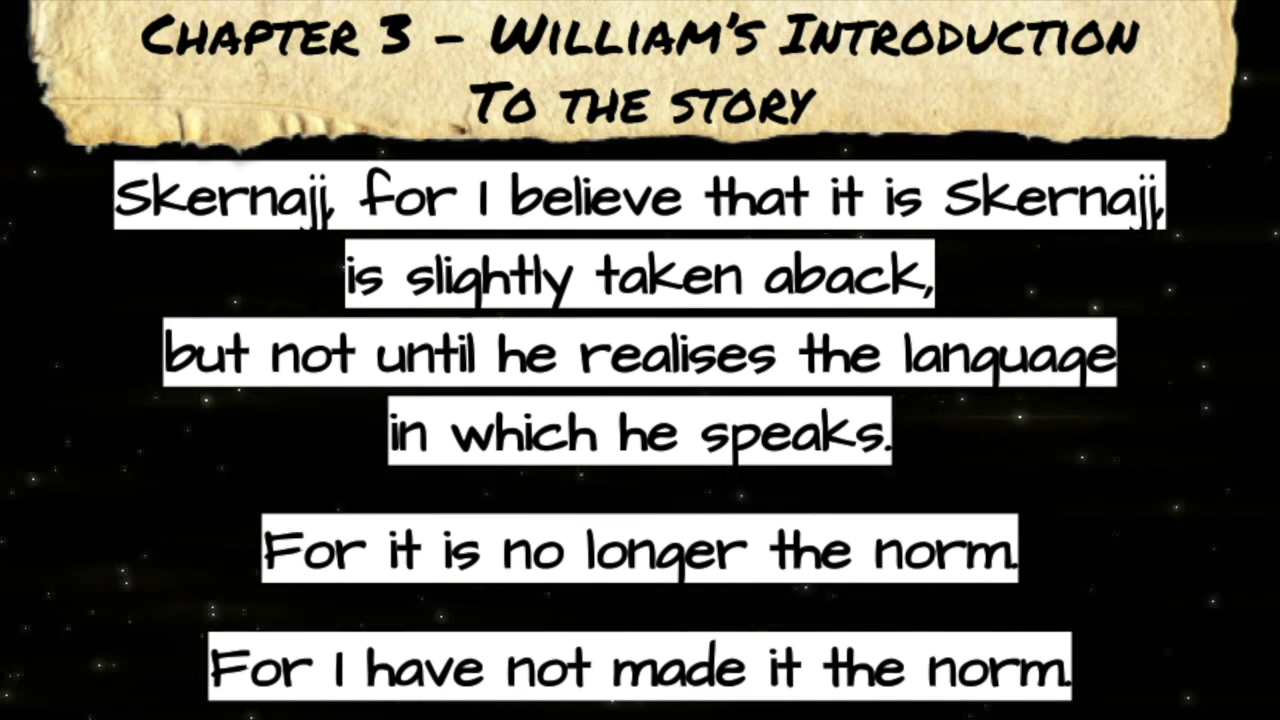 Chapter 3 - William's Introduction
To the story
Skernajj, for I believe that it is Skernajj,
is slightly taken aback,
but not until he realises the language
in which he speaks.
For it is no longer the norm.
For I have not made it the norm.